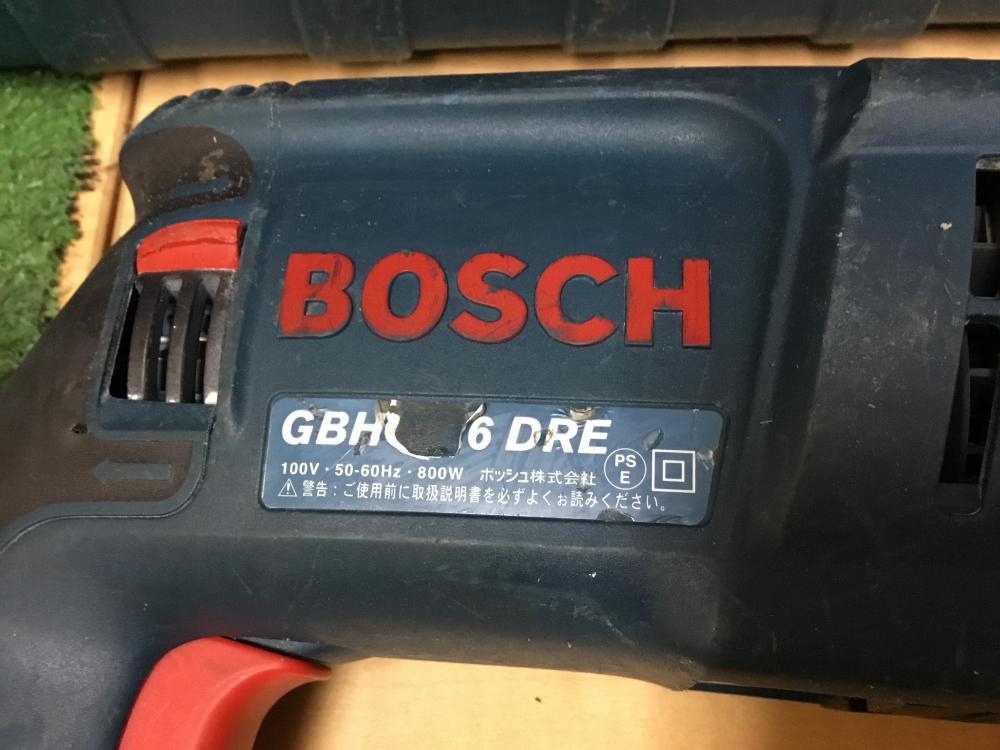 BOSCH
GBH 6 DRE
100V・50-60Hz・800W ボッシュ株式会社
PS E
⚠警告：ご使用前に取扱説明書を必ずよくお読みください。